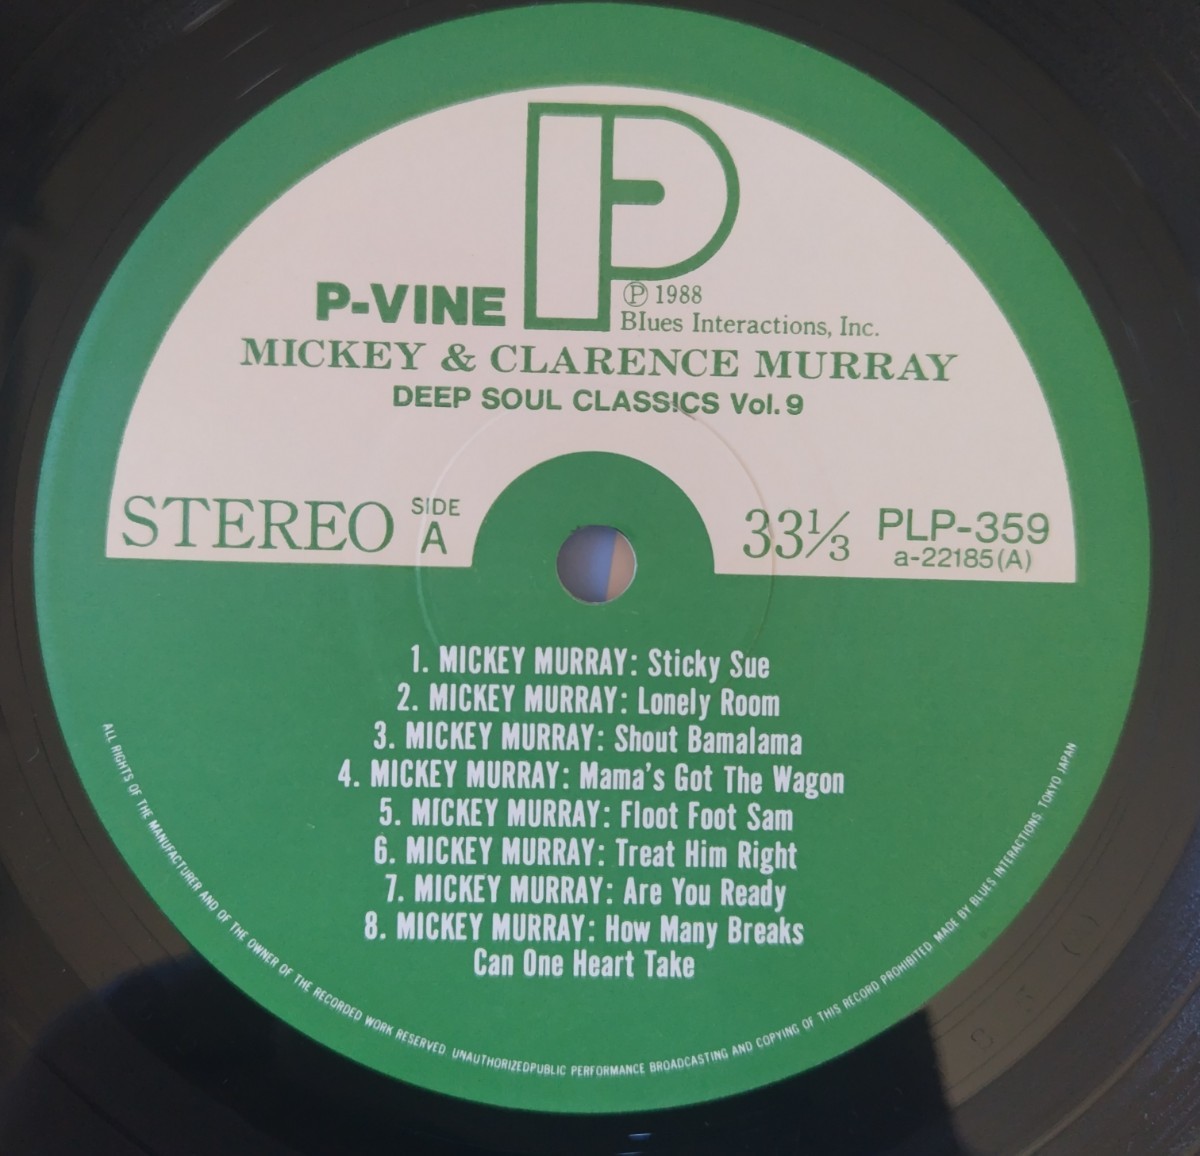 P-VINE
Ⓟ 1988
Blues Interactions, Inc.
MICKEY & CLARENCE MURRAY
DEEP SOUL CLASSICS Vol. 9
STEREO
SIDE
A
33⅓
PLP-359
a-22185(A)
1. MICKEY MURRAY: Sticky Sue
2. MICKEY MURRAY: Lonely Room
3. MICKEY MURRAY: Shout Bamalama
4. MICKEY MURRAY: Mama's Got The Wagon
5. MICKEY MURRAY: Floot Foot Sam
6. MICKEY MURRAY: Treat Him Right
7. MICKEY MURRAY: Are You Ready
8. MICKEY MURRAY: How Many Breaks
Can One Heart Take
ALL RIGHTS OF THE MANUFACTURER AND OF THE OWNER OF THE RECORDED WORK RESERVED UNAUTHORIZEDPUBLIC PERFORMANCE BROADCASTING AND COPYING OF THIS RECORD PROHIBITED. MADE BY BLUES INTERACTIONS. TOKYO JAPAN